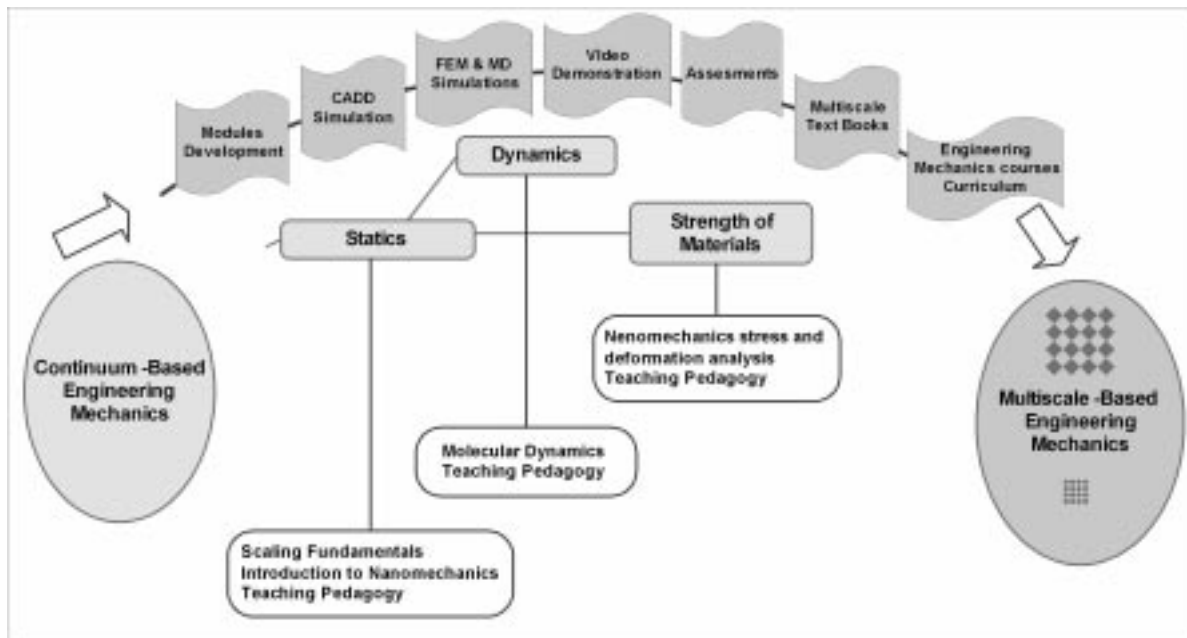 Modules
Development
CADD
Simulation
FEM & MD
Simulations
VIdeo
Demonstration
Assesments
Multiscale
Text Books
Engineering
Mechanics courses
Curriculum
Dynamics
Statics
Strength of
Materials
Continuum -Based
Engineering
Mechanics
Nenomechanics stress and
deformation analysis
Teaching Pedagogy
Multiscale -Based
Engineering
Mechanics
Molecular Dynamics
Teaching Pedagogy
Scaling Fundamentals
Introduction to Nanomechanics
Teaching Pedagogy